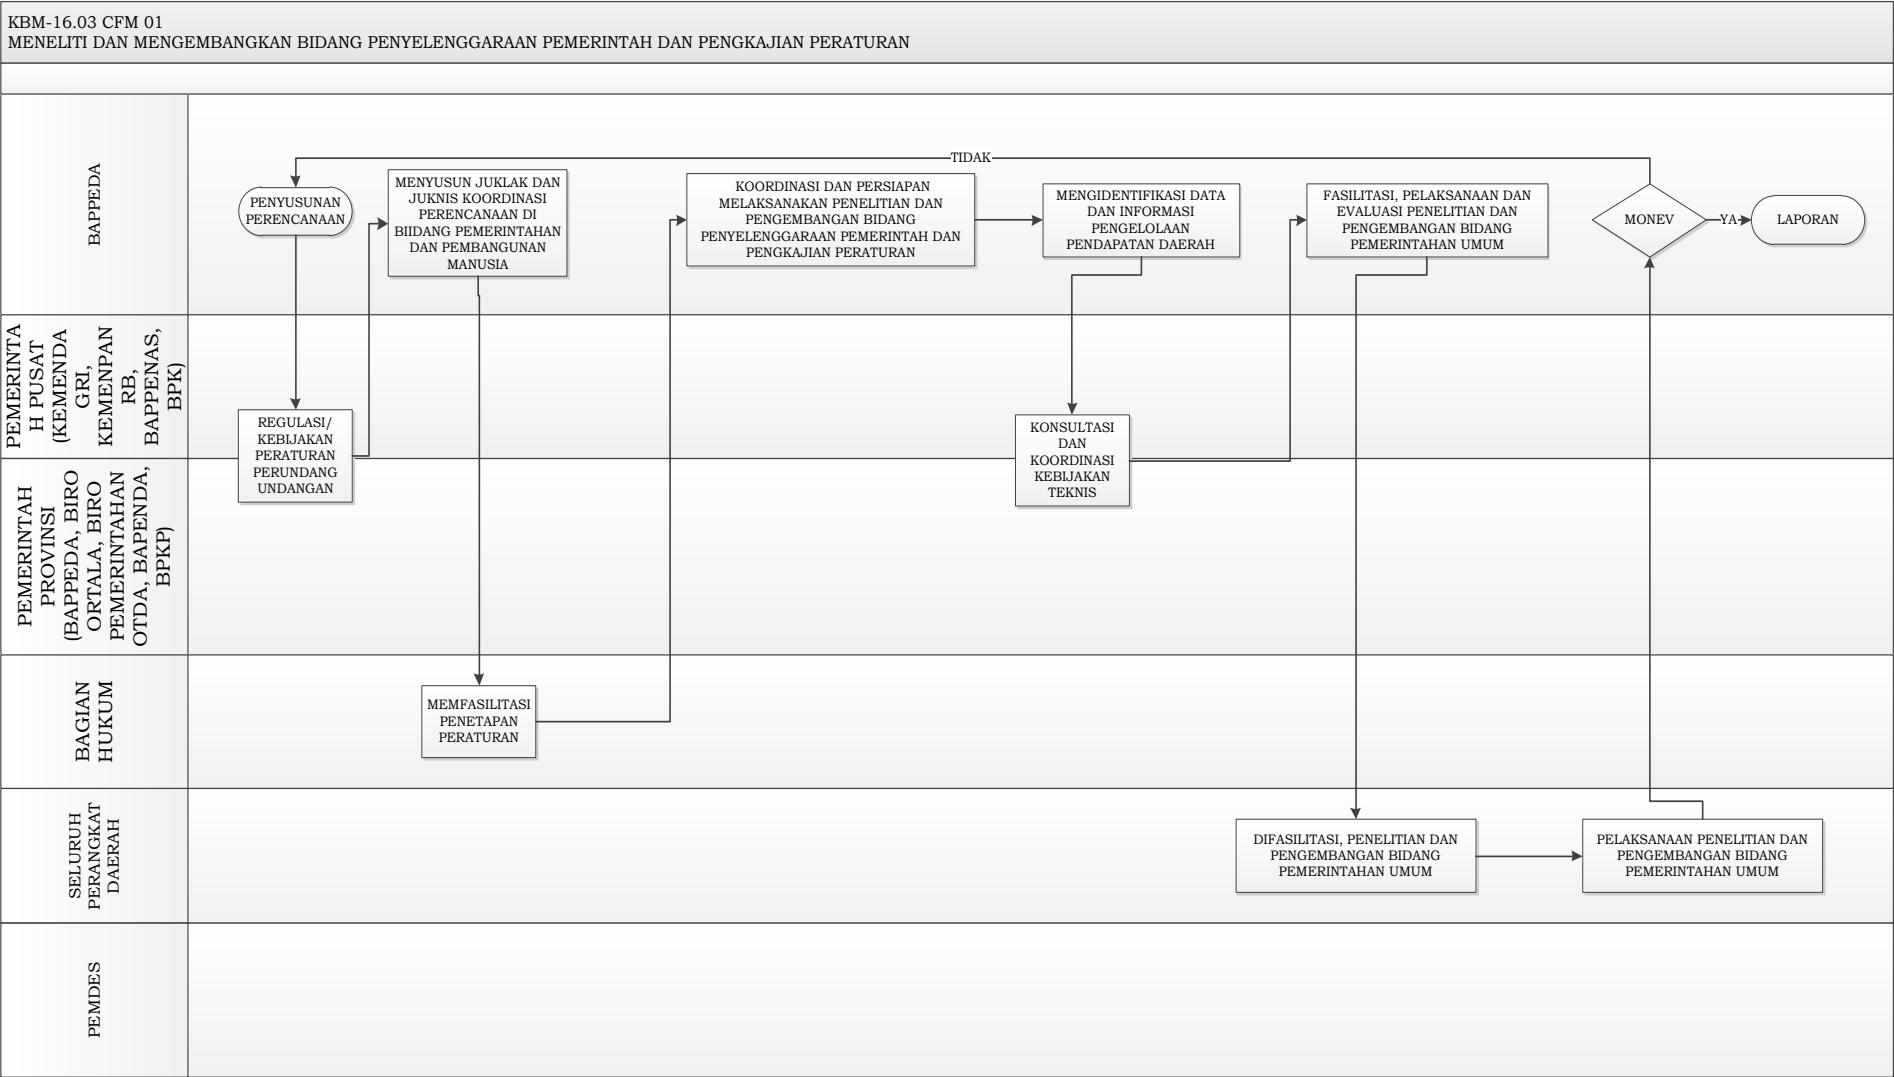 KBM-16.03 CFM 01
MENELITI DAN MENGEMBANGKAN BIDANG PENYELENGGARAAN PEMERINTAH DAN PENGKAJIAN PERATURAN
BAPPEDA
TIDAK
PENYUSUNAN
PERENCANAAN
MENYUSUN JUKLAK DAN
JUKNIS KOORDINASI
PERENCANAAN DI
BIIDANG PEMERINTAHAN
DAN PEMBANGUNAN
MANUSIA
KOORDINASI DAN PERSIAPAN
MELAKSANAKAN PENELITIAN DAN
PENGEMBANGAN BIDANG
PENYELENGGARAAN PEMERINTAH DAN
PENGKAJIAN PERATURAN
MENGIDENTIFIKASI DATA
DAN INFORMASI
PENGELOLAAN
PENDAPATAN DAERAH
FASILITASI, PELAKSANAAN DAN
EVALUASI PENELITIAN DAN
PENGEMBANGAN BIDANG
PEMERINTAHAN UMUM
MONEV
YA
LAPORAN
PEMERINTA
H PUSAT
(KEMENDA
GRI,
KEMENPAN
RB,
BAPPENAS,
BPK)
REGULASI/
KEBIJAKAN
PERATURAN
PERUNDANG
UNDANGAN
KONSULTASI
DAN
KOORDINASI
KEBIJAKAN
TEKNIS
PEMERINTAH
PROVINSI
(BAPPEDA, BIRO
ORTALA, BIRO
PEMERINTAHAN
OTDA, BAPENDA,
BPKP)
BAGIAN
HUKUM
MEMFASILITASI
PENETAPAN
PERATURAN
SELURUH
PERANGKAT
DAERAH
DIFASILITASI, PENELITIAN DAN
PENGEMBANGAN BIDANG
PEMERINTAHAN UMUM
PELAKSANAAN PENELITIAN DAN
PENGEMBANGAN BIDANG
PEMERINTAHAN UMUM
PEMDES